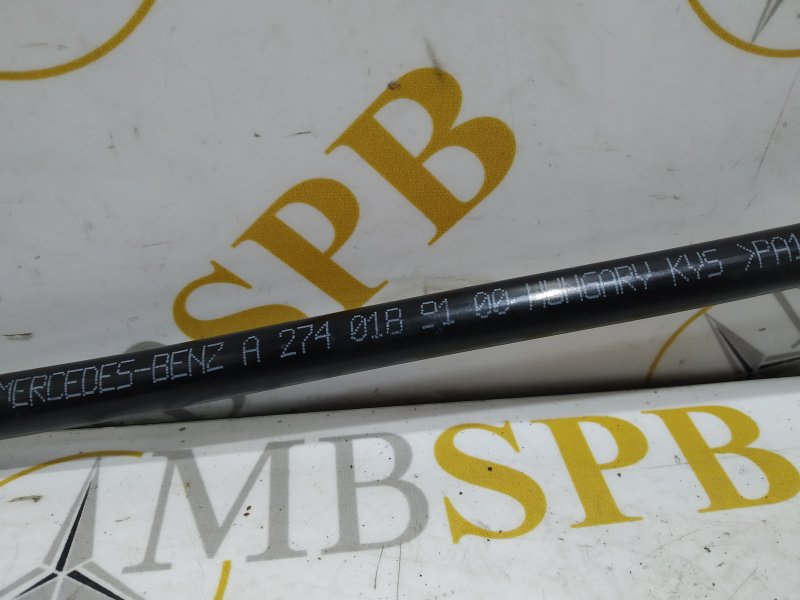 SPB
MERCEDES-BENZ A 274 018 91 00 HUNGARY KYS >PA1
MBSPB